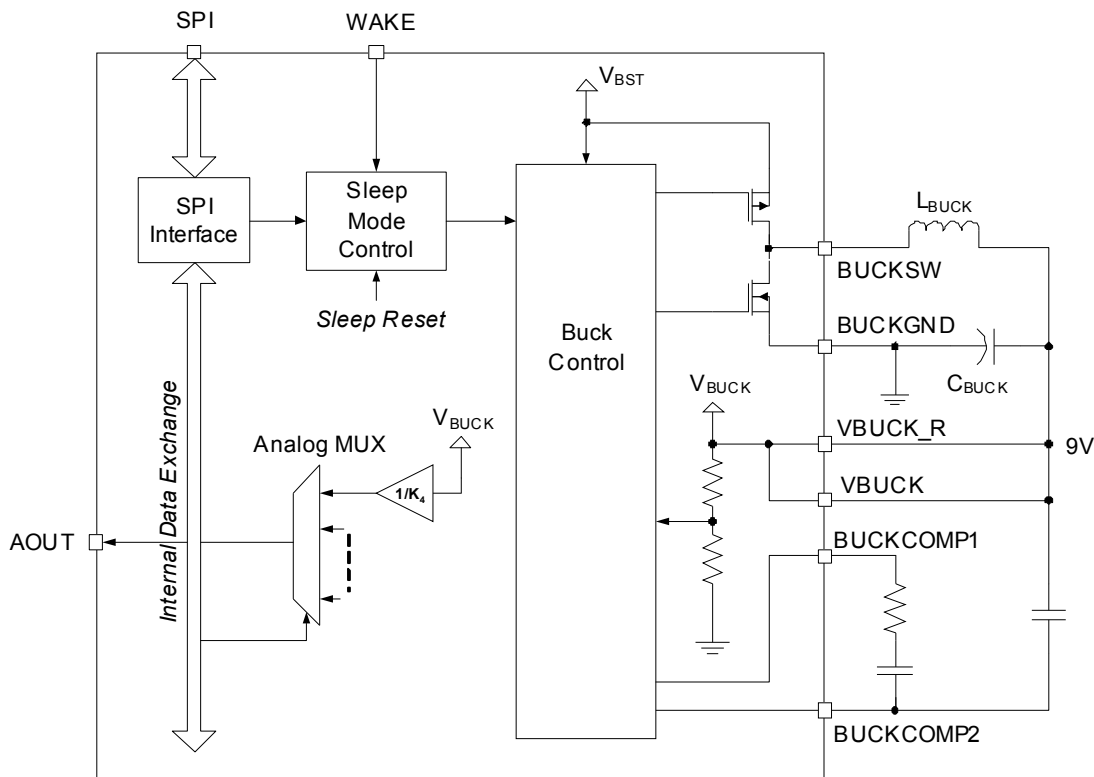 SPI
WAKE
V_BST
SPI
Interface
Sleep
Mode
Control
Sleep Reset
L_BUCK
BUCKSW
BUCKGND
Buck
Control
C_BUCK
V_BUCK
VBUCK_R
9V
VBUCK
V_BUCK
Analog MUX
1/K_4
Internal Data Exchange
AOUT
BUCKCOMP1
BUCKCOMP2